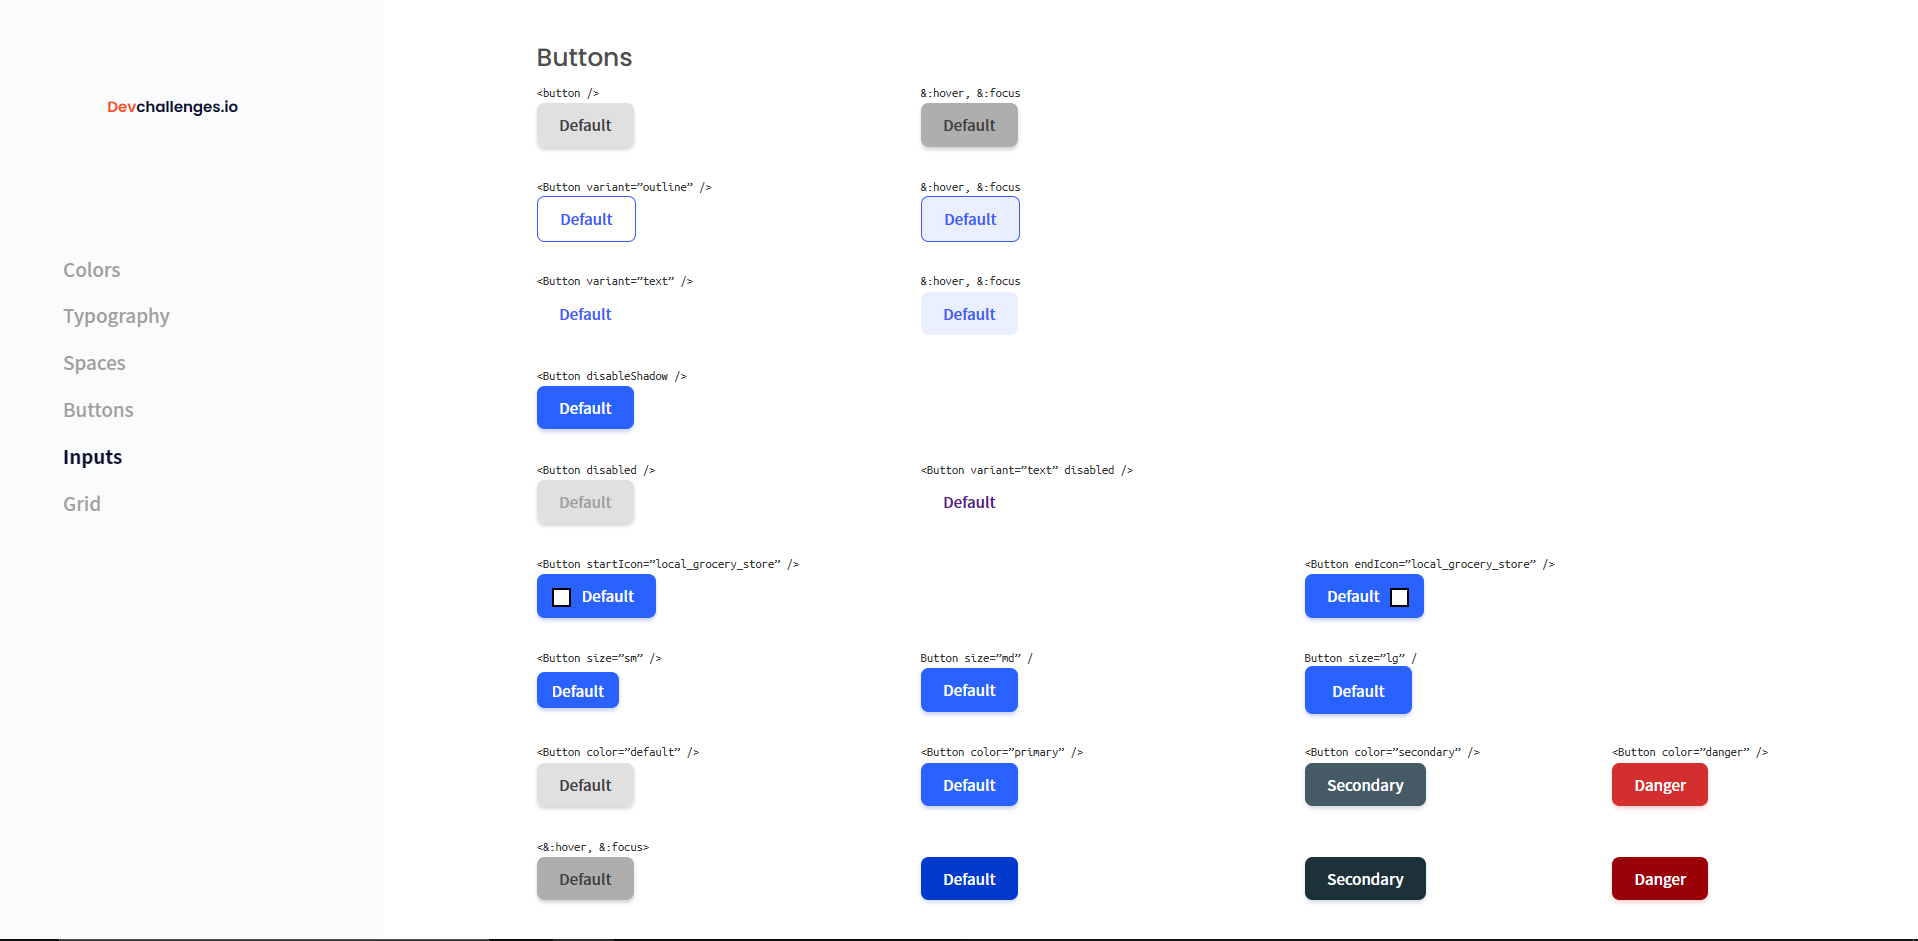 Devchallenges.io
Colors
Typography
Spaces
Buttons
Inputs
Grid
Buttons
<button />
&:hover, &:focus
Default
Default
<Button variant=”outline” />
&:hover, &:focus
Default
Default
<Button variant=”text” />
&:hover, &:focus
Default
Default
<Button disableShadow />
Default
<Button disabled />
<Button variant=”text” disabled />
Default
Default
<Button startIcon=”local_grocery_store” />
<Button endIcon=”local_grocery_store” />
Default
Default
<Button size=”sm” />
Button size=”md” /
Button size=”lg” /
Default
Default
Default
<Button color=”default” />
<Button color=”primary” />
<Button color=”secondary” />
<Button color=”danger” />
Default
Default
Secondary
Danger
<&:hover, &:focus>
Default
Default
Secondary
Danger